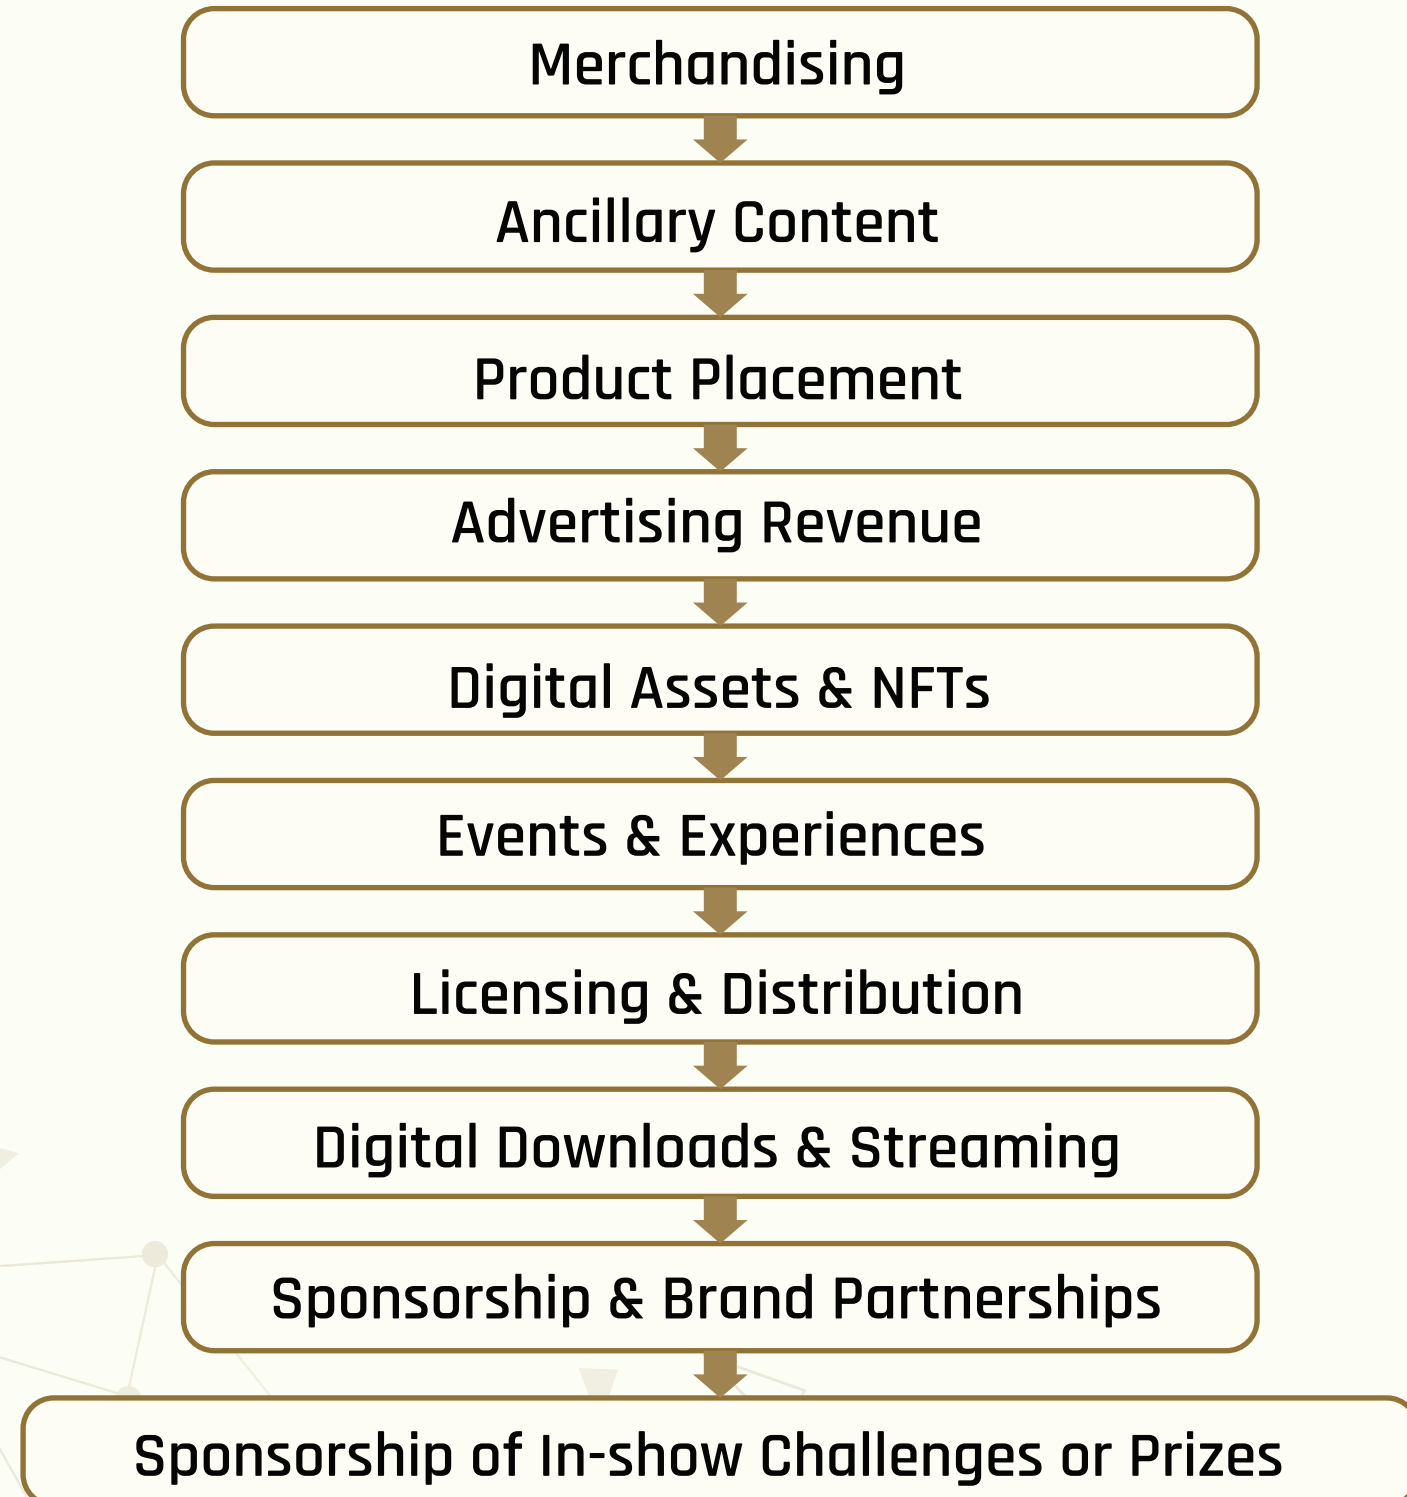 Merchandising
Ancillary Content
Product Placement
Advertising Revenue
Digital Assets & NFTs
Events & Experiences
Licensing & Distribution
Digital Downloads & Streaming
Sponsorship & Brand Partnerships
Sponsorship of In-show Challenges or Prizes